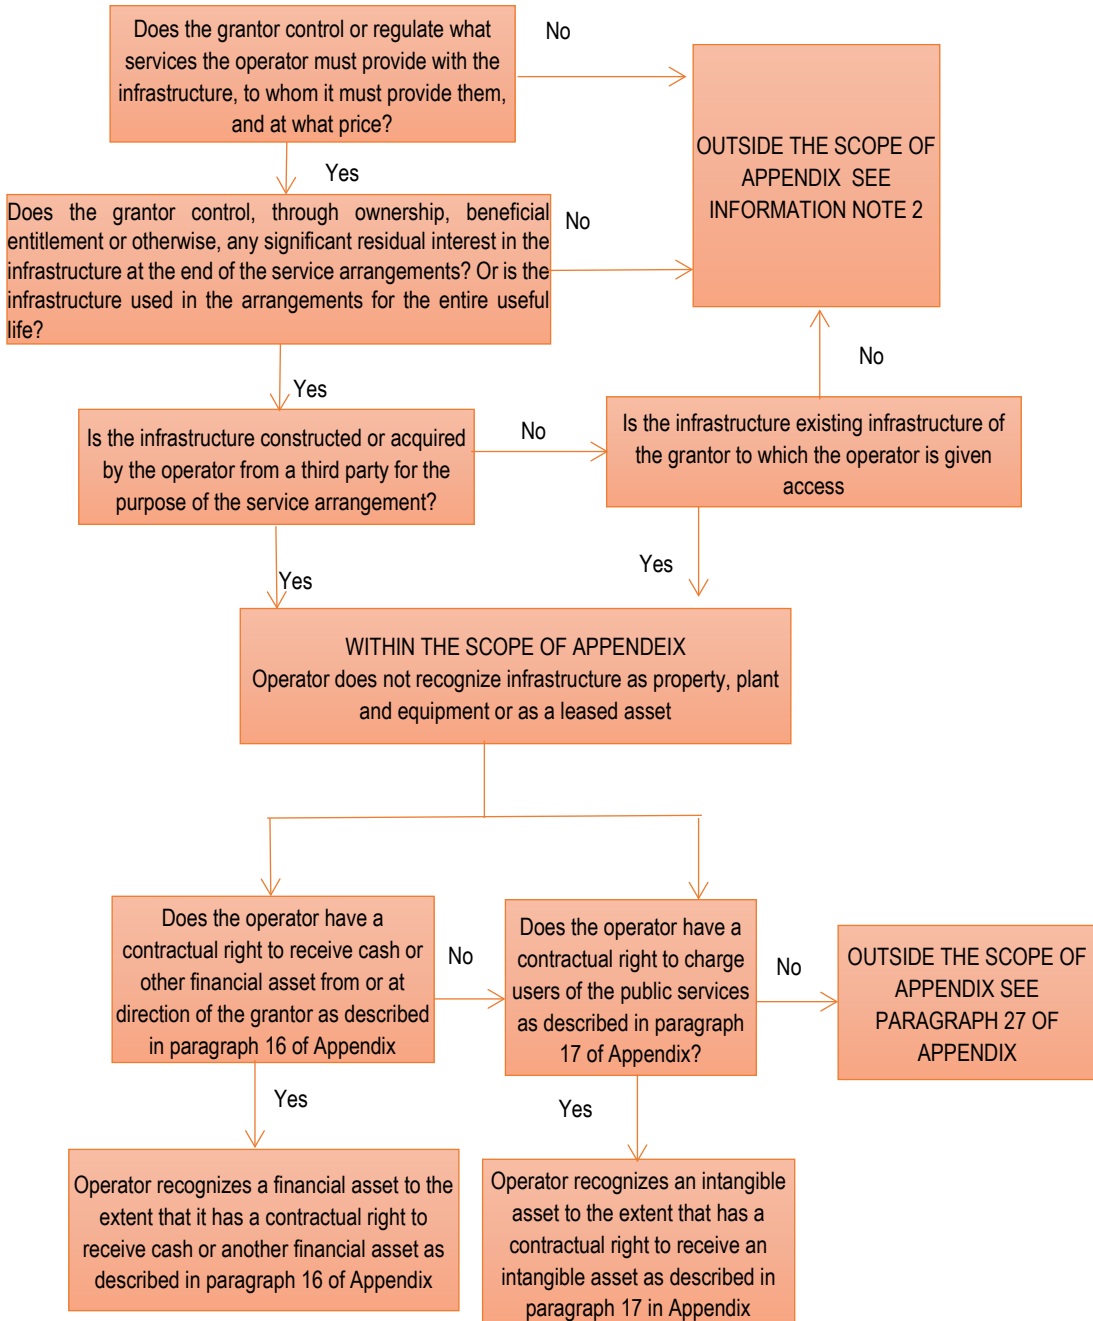 Does the grantor control or regulate what
services the operator must provide with the
infrastructure, to whom it must provide them,
and at what price?
No
OUTSIDE THE SCOPE OF
APPENDIX SEE
INFORMATION NOTE 2
Yes
Does the grantor control, through ownership, beneficial
entitlement or otherwise, any significant residual interest in the
infrastructure at the end of the service arrangements? Or is the
infrastructure used in the arrangements for the entire useful
life?
No
No
Yes
Is the infrastructure constructed or acquired
by the operator from a third party for the
purpose of the service arrangement?
No
Is the infrastructure existing infrastructure of
the grantor to which the operator is given
access
Yes
Yes
WITHIN THE SCOPE OF APPENDEIX
Operator does not recognize infrastructure as property, plant
and equipment or as a leased asset
Does the operator have a
contractual right to receive cash or
other financial asset from or at
direction of the grantor as described
in paragraph 16 of Appendix
No
Does the operator have a
contractual right to charge
users of the public services
as described in paragraph
17 of Appendix?
No
OUTSIDE THE SCOPE OF
APPENDIX SEE
PARAGRAPH 27 OF
APPENDIX
Yes
Yes
Operator recognizes a financial asset to the
extent that it has a contractual right to
receive cash or another financial asset as
described in paragraph 16 of Appendix
Operator recognizes an intangible
asset to the extent that has a
contractual right to receive an
intangible asset as described in
paragraph 17 in Appendix